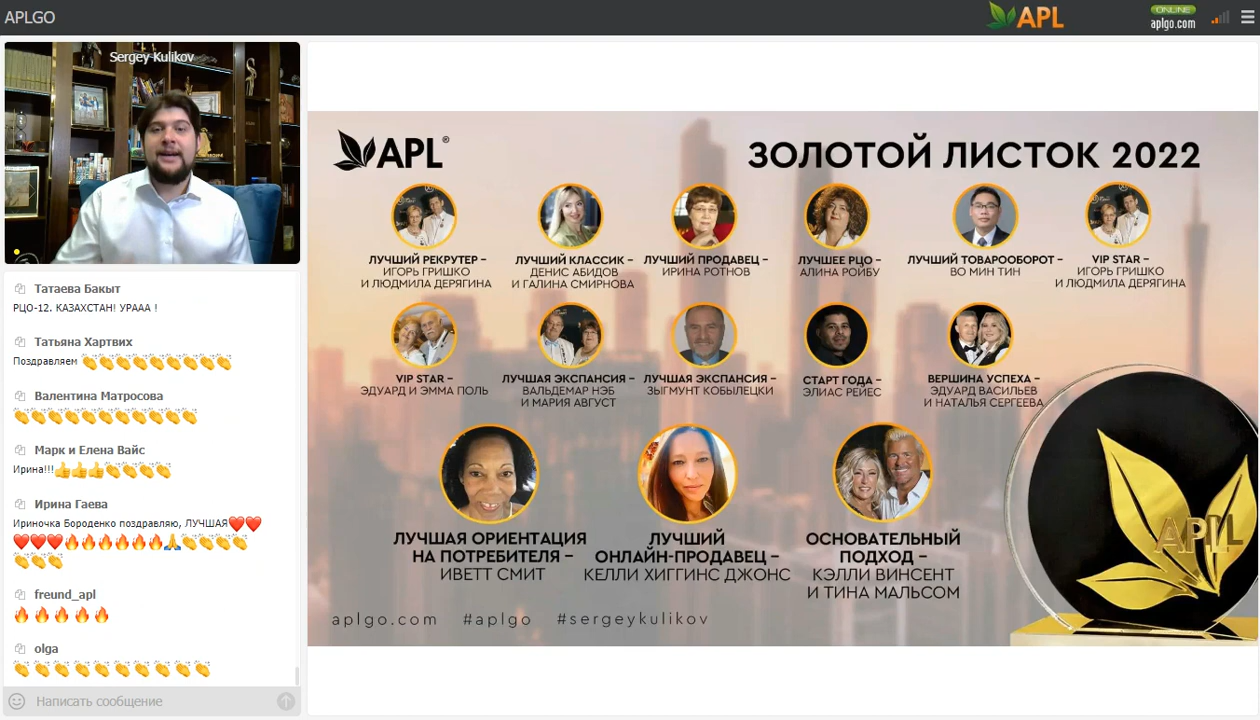 APLGO
APL
ONLINE
aplgo.com
Sergey Kulikov
Татаева Бакыт
РЦО-12. КАЗАХСТАН! УРААА !
Татьяна Хартвих
Поздравляем 👏👏👏👏👏👏👏👏👏👏
Валентина Матросова
👏👏👏👏👏👏👏👏👏👏👏👏
Марк и Елена Вайс
Ирина!!!👍👍👍👏👏👏👏
Ирина Гаева
Ириночка Бороденко поздравляю, ЛУЧШАЯ❤️❤️
❤️❤️❤️🔥🔥🔥🔥🔥🔥🙏👏👏👏👏
👏👏👏
freund_apl
🔥 🔥 🔥 🔥 🔥
olga
👏 👏 👏 👏 👏 👏 👏 👏 👏 👏
Написать сообщение
APL®
ЗОЛОТОЙ ЛИСТОК 2022
ЛУЧШИЙ РЕКРУТЕР –
ИГОРЬ ГРИШКО
И ЛЮДМИЛА ДЕРЯГИНА
ЛУЧШИЙ КЛАССИК –
ДЕНИС АБИДОВ
И ГАЛИНА СМИРНОВА
ЛУЧШИЙ ПРОДАВЕЦ –
ИРИНА РОТНОВ
ЛУЧШЕЕ РЦО –
АЛИНА РОЙБУ
ЛУЧШИЙ ТОВАРООБОРОТ –
ВО МИН ТИН
VIP STAR –
ИГОРЬ ГРИШКО
И ЛЮДМИЛА ДЕРЯГИНА
VIP STAR –
ЭДУАРД И ЭММА ПОЛЬ
ЛУЧШАЯ ЭКСПАНСИЯ –
ВАЛЬДЕМАР НЭБ
И МАРИЯ АВГУСТ
ЛУЧШАЯ ЭКСПАНСИЯ –
ЗЫГМУНТ КОБЫЛЕЦКИ
СТАРТ ГОДА –
ЭЛИАС РЕЙЕС
ВЕРШИНА УСПЕХА –
ЭДУАРД ВАСИЛЬЕВ
И НАТАЛЬЯ СЕРГЕЕВА
ЛУЧШАЯ ОРИЕНТАЦИЯ
НА ПОТРЕБИТЕЛЯ –
ИВЕТТ СМИТ
ЛУЧШИЙ
ОНЛАЙН-ПРОДАВЕЦ –
КЕЛЛИ ХИГГИНС ДЖОНС
ОСНОВАТЕЛЬНЫЙ
ПОДХОД –
КЭЛЛИ ВИНСЕНТ
И ТИНА МАЛЬСОМ
APL
aplgo.com #aplgo #sergeykulikov